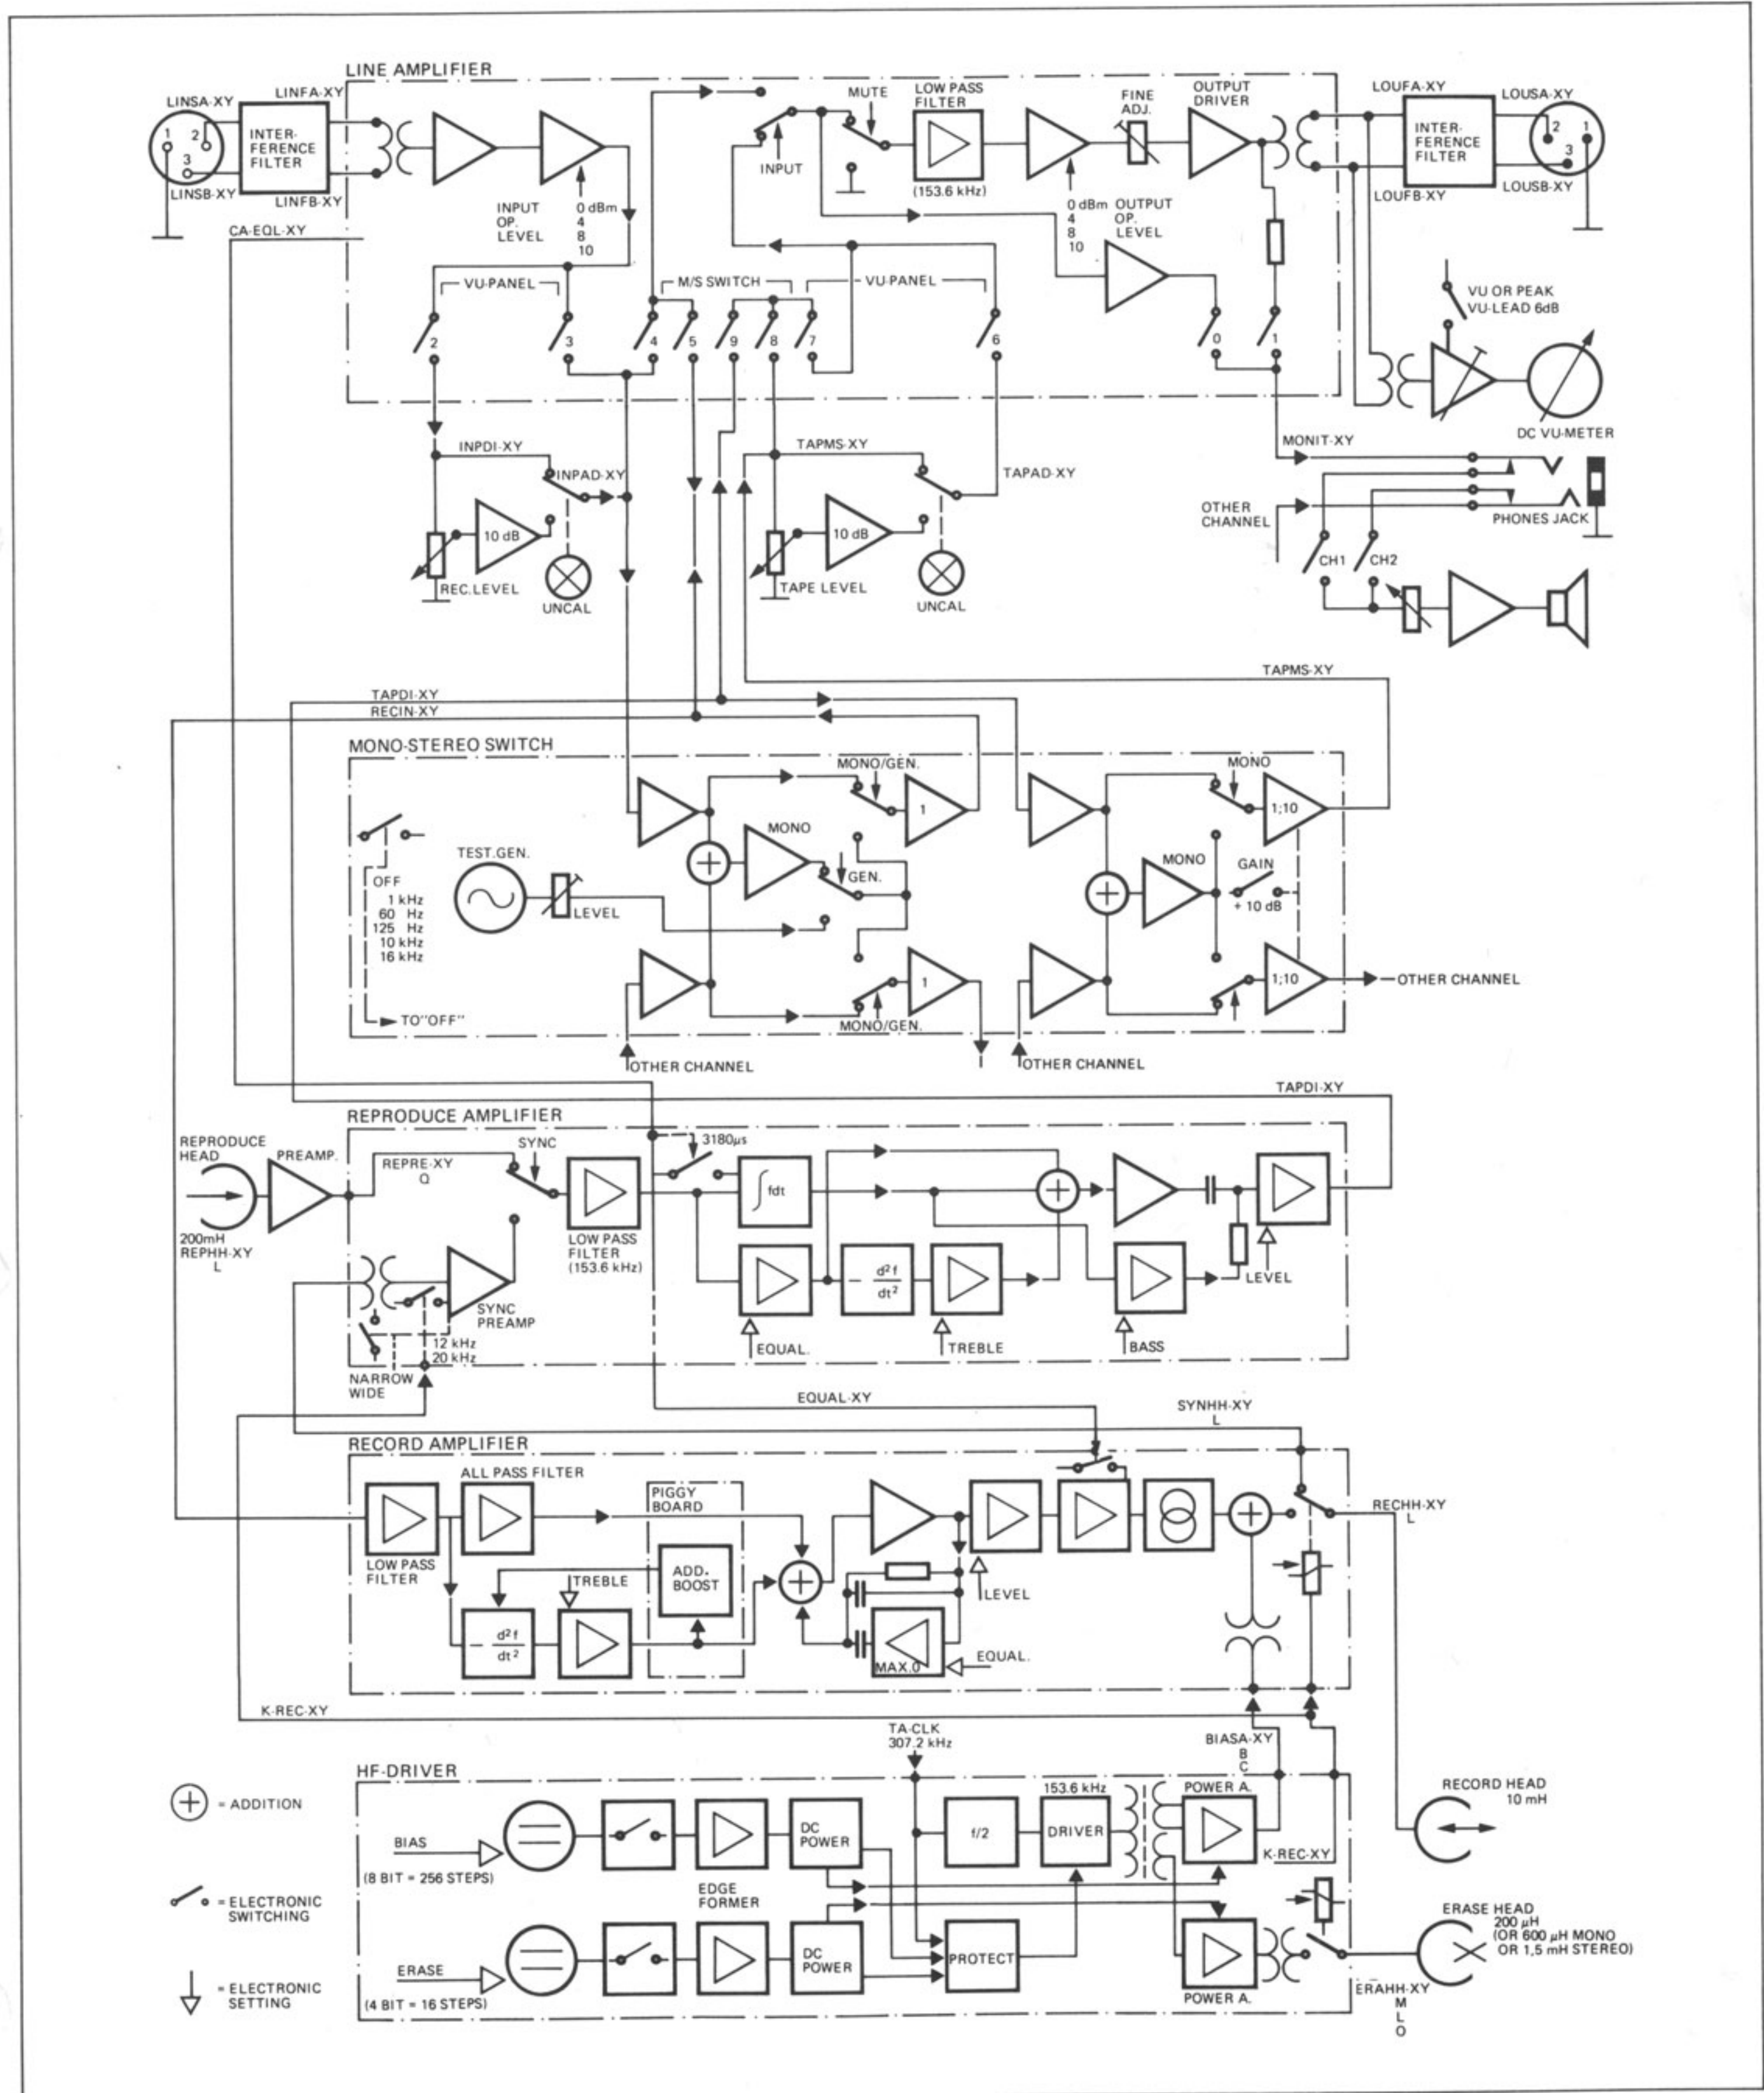 LINE AMPLIFIER
LINSA-XY
LINFA-XY
1
2
3
INTER-
FERENCE
FILTER
LINSB-XY
LINFB-XY
CA-EQL-XY
INPUT
OP.
LEVEL
0 dBm
4
8
10
INPUT
MUTE
LOW PASS
FILTER
(153.6 kHz)
FINE
ADJ.
OUTPUT
DRIVER
0 dBm OUTPUT
4 OP.
8 LEVEL
10
LOUFA-XY
LOUSA-XY
INTER-
FERENCE
FILTER
2
1
3
LOUFB-XY
LOUSB-XY
VU-PANEL
M/S SWITCH
VU-PANEL
2
3
4
5
9
8
7
6
0
1
VU OR PEAK
VU-LEAD 6dB
DC VU-METER
INPDI-XY
INPAD-XY
10 dB
REC.LEVEL
UNCAL
TAPMS-XY
TAPAD-XY
10 dB
TAPE LEVEL
UNCAL
MONIT-XY
OTHER
CHANNEL
PHONES JACK
CH1
CH2
TAPMS-XY
TAPDI-XY
RECIN-XY
MONO-STEREO SWITCH
MONO/GEN.
MONO
1
1;10
MONO
TEST.GEN.
GEN.
LEVEL
MONO
GAIN
+ 10 dB
OFF
1 kHz
60 Hz
125 Hz
10 kHz
16 kHz
TO"OFF"
1
1;10
OTHER CHANNEL
MONO/GEN.
OTHER CHANNEL
OTHER CHANNEL
TAPDI-XY
REPRODUCE AMPLIFIER
REPRODUCE
HEAD
PREAMP.
REPRE-XY
Q
SYNC
3180µs
∫fdt
200mH
REPHH-XY
L
LOW PASS
FILTER
(153.6 kHz)
SYNC
PREAMP
12 kHz
20 kHz
NARROW
WIDE
- d²f
dt²
EQUAL.
TREBLE
BASS
LEVEL
EQUAL-XY
SYNHH-XY
L
RECORD AMPLIFIER
ALL PASS FILTER
PIGGY
BOARD
LOW PASS
FILTER
TREBLE
ADD.
BOOST
LEVEL
RECHH-XY
L
- d²f
dt²
MAX.0
EQUAL.
K-REC-XY
TA-CLK
307.2 kHz
BIASA-XY
B
C
HF-DRIVER
153.6 kHz
POWER A.
RECORD HEAD
10 mH
= ADDITION
BIAS
(8 BIT = 256 STEPS)
DC
POWER
f/2
DRIVER
K-REC-XY
EDGE
FORMER
= ELECTRONIC
SWITCHING
ERASE
(4 BIT = 16 STEPS)
DC
POWER
PROTECT
POWER A.
ERASE HEAD
200 µH
(OR 600 µH MONO
OR 1,5 mH STEREO)
ERAHH-XY
M
L
O
= ELECTRONIC
SETTING